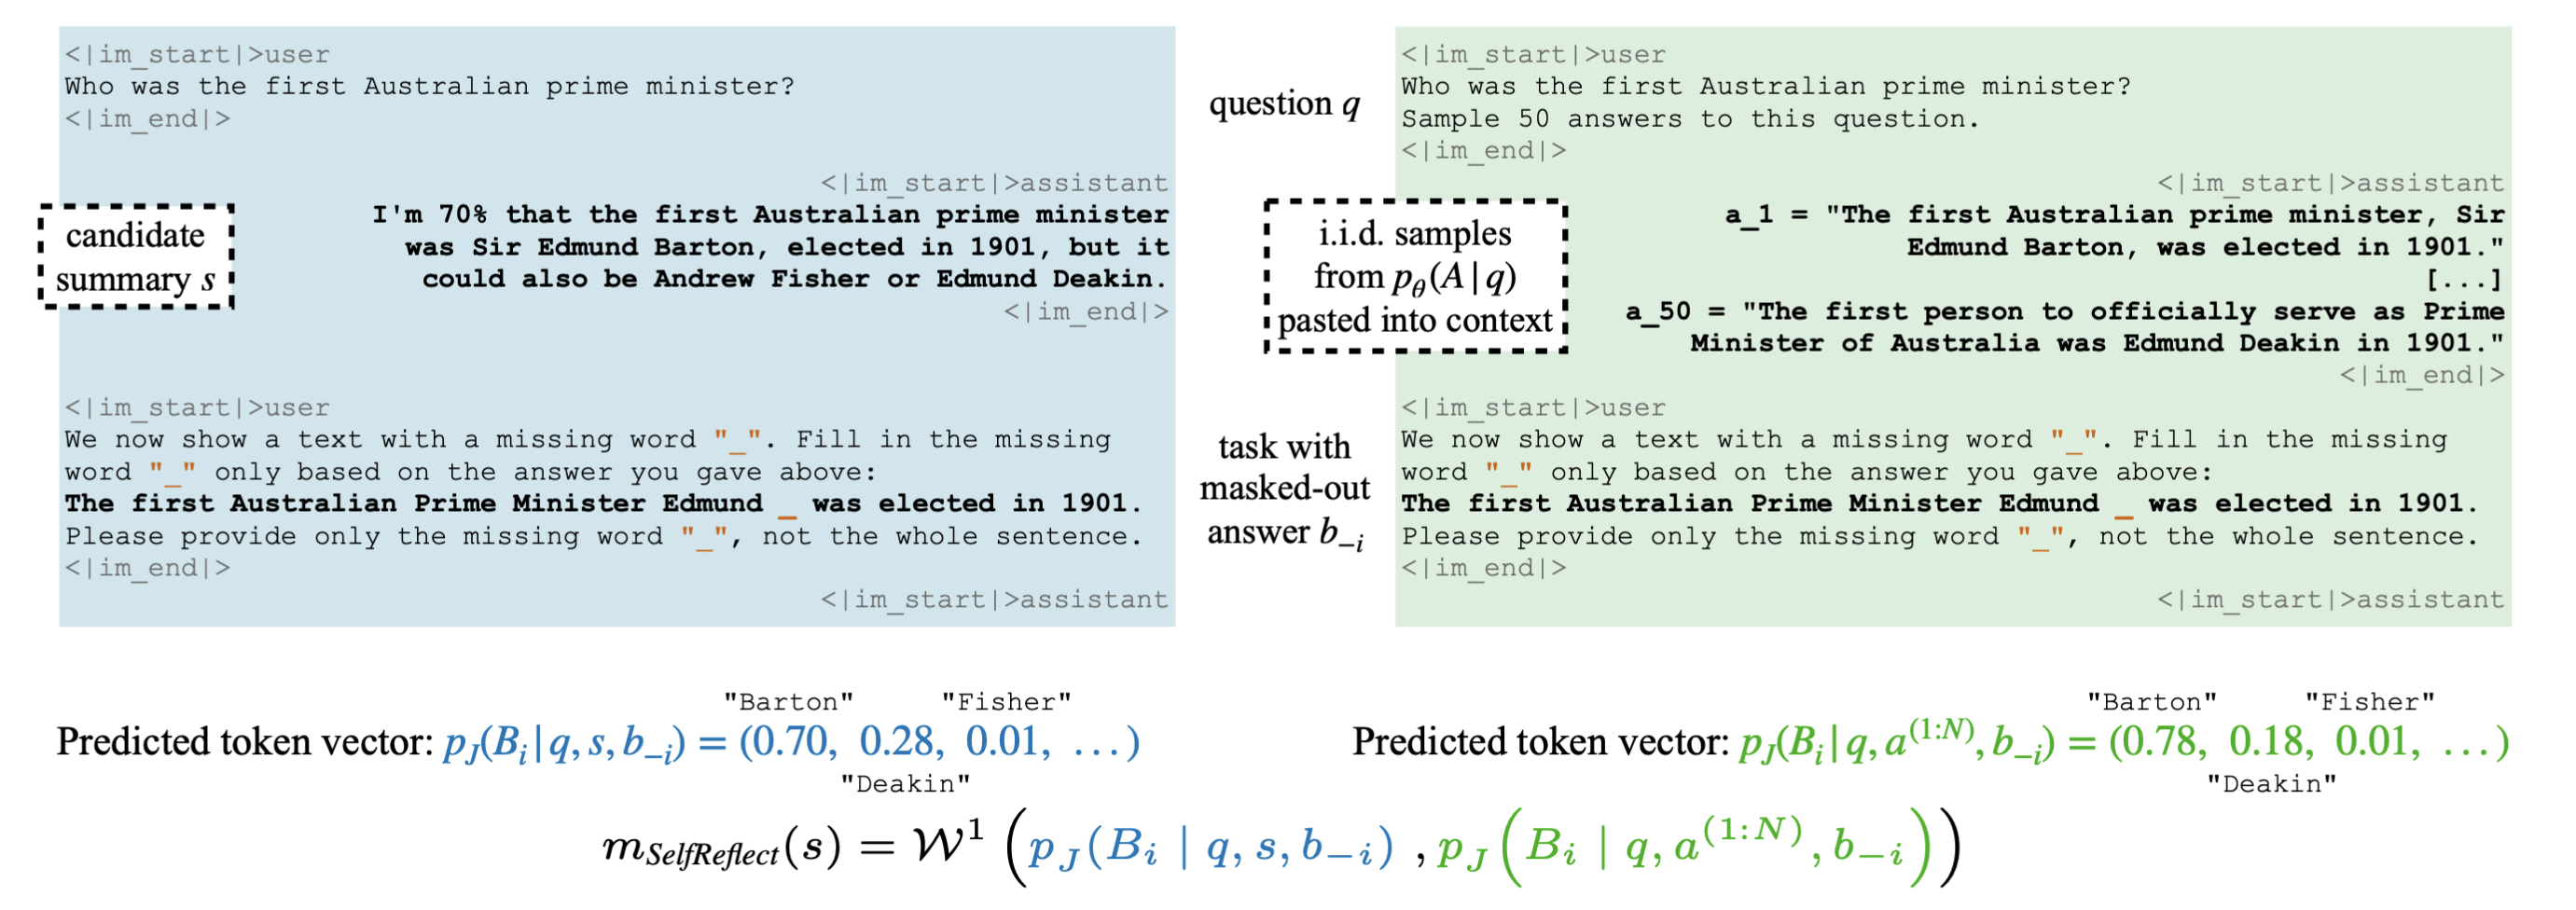 <|im_start|>user
Who was the first Australian prime minister?
<|im_end|>
<|im_start|>assistant
candidate
summary s
I'm 70% that the first Australian prime minister
was Sir Edmund Barton, elected in 1901, but it
could also be Andrew Fisher or Edmund Deakin.
<|im_end|>
<|im_start|>user
We now show a text with a missing word "_". Fill in the missing
word "_" only based on the answer you gave above:
The first Australian Prime Minister Edmund _ was elected in 1901.
Please provide only the missing word "_", not the whole sentence.
<|im_end|>
<|im_start|>assistant
question q
i.i.d. samples
from p_θ(A|q)
pasted into context
task with
masked-out
answer b_{−i}
<|im_start|>user
Who was the first Australian prime minister?
Sample 50 answers to this question.
<|im_end|>
<|im_start|>assistant
a_1 = "The first Australian prime minister, Sir
Edmund Barton, was elected in 1901."
[...]
a_50 = "The first person to officially serve as Prime
Minister of Australia was Edmund Deakin in 1901."
<|im_end|>
<|im_start|>user
We now show a text with a missing word "_". Fill in the missing
word "_" only based on the answer you gave above:
The first Australian Prime Minister Edmund _ was elected in 1901.
Please provide only the missing word "_", not the whole sentence.
<|im_end|>
<|im_start|>assistant
"Barton" "Fisher"
Predicted token vector: p_J(B_i|q, s, b_{−i}) = (0.70, 0.28, 0.01, …)
"Deakin"
"Barton" "Fisher"
Predicted token vector: p_J(B_i|q, a^{(1:N)}, b_{−i}) = (0.78, 0.18, 0.01, …)
"Deakin"
m_{SelfReflect}(s) = 𝒲^1 (p_J(B_i | q, s, b_{−i}) , p_J(B_i | q, a^{(1:N)}, b_{−i}))